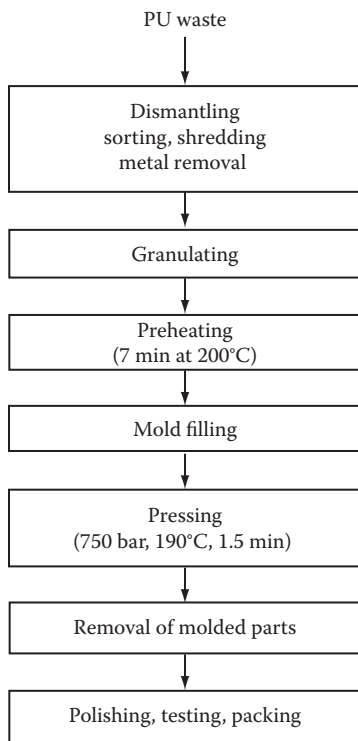 PU waste
Dismantling
sorting, shredding
metal removal
Granulating
Preheating
(7 min at 200°C)
Mold filling
Pressing
(750 bar, 190°C, 1.5 min)
Removal of molded parts
Polishing, testing, packing